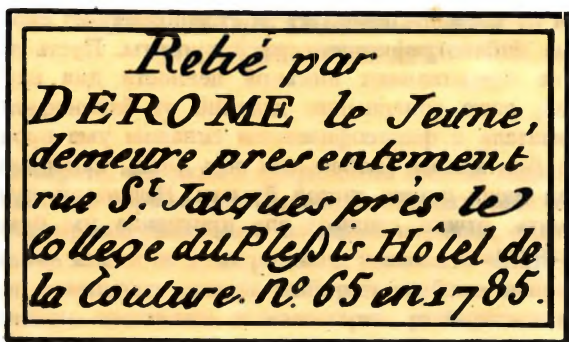 Relié par
DEROME le Jeune,
demeure presentement
rue S.t Jacques près le
Collége du Pleſsis Hôtel de
la Couture. N.º 65 en 1785.